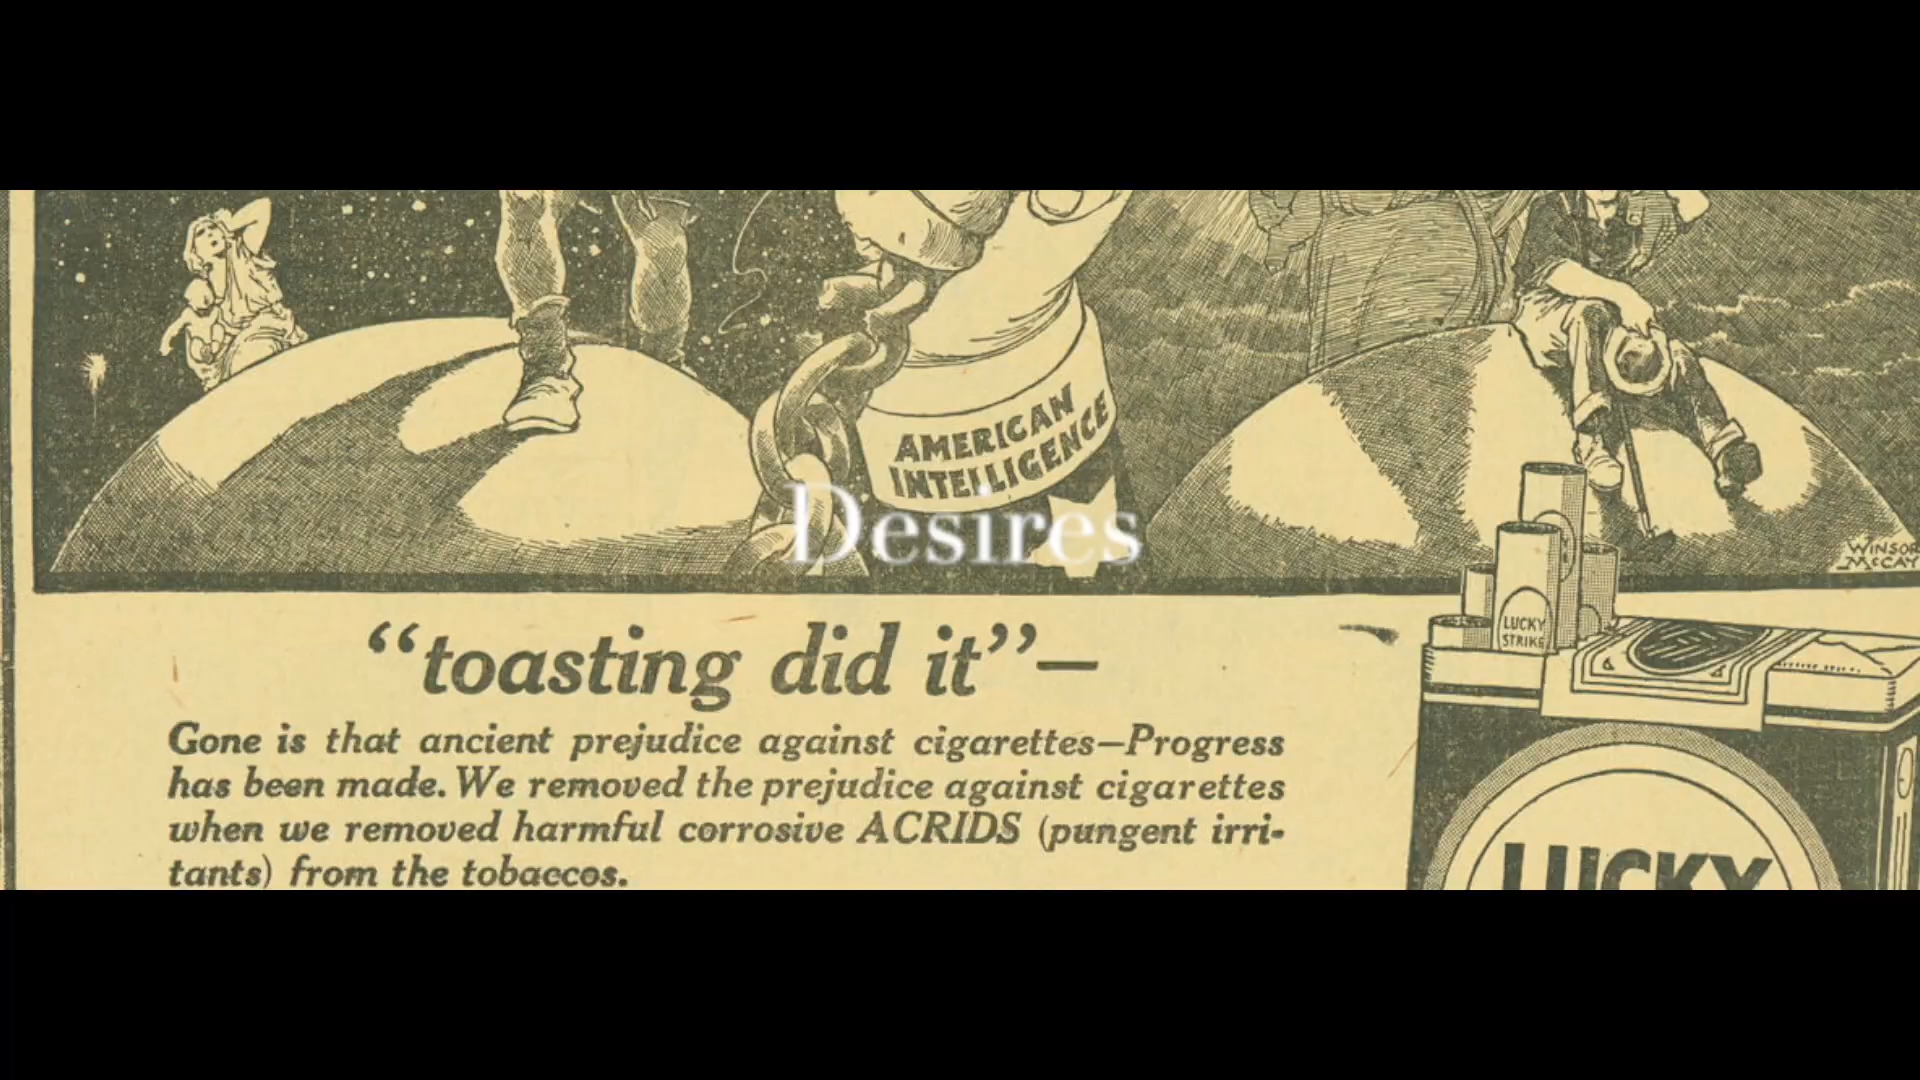 AMERICAN
INTELLIGENCE
Desires
WINSOR
McCAY
LUCKY
STRIKE
“toasting did it”—
Gone is that ancient prejudice against cigarettes—Progress
has been made. We removed the prejudice against cigarettes
when we removed harmful corrosive ACRIDS (pungent irri-
tants) from the tobaccos.
LUCKY